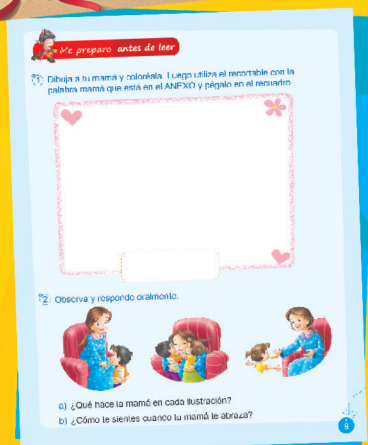 Me preparo antes de leer
1. Dibuja a tu mamá y coloréala. Luego utiliza el recortable con la
palabra mamá que está en el ANEXO y pégalo en el recuadro.
2. Observa y respondo oralmente.
a) ¿Qué hace la mamá en cada ilustración?
b) ¿Cómo te sientes cuando tu mamá te abraza?
9